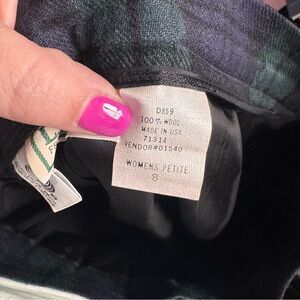 D859
100% WOOL
MADE IN USA
71314
VENDOR#01540
WOMENS PETITE
8